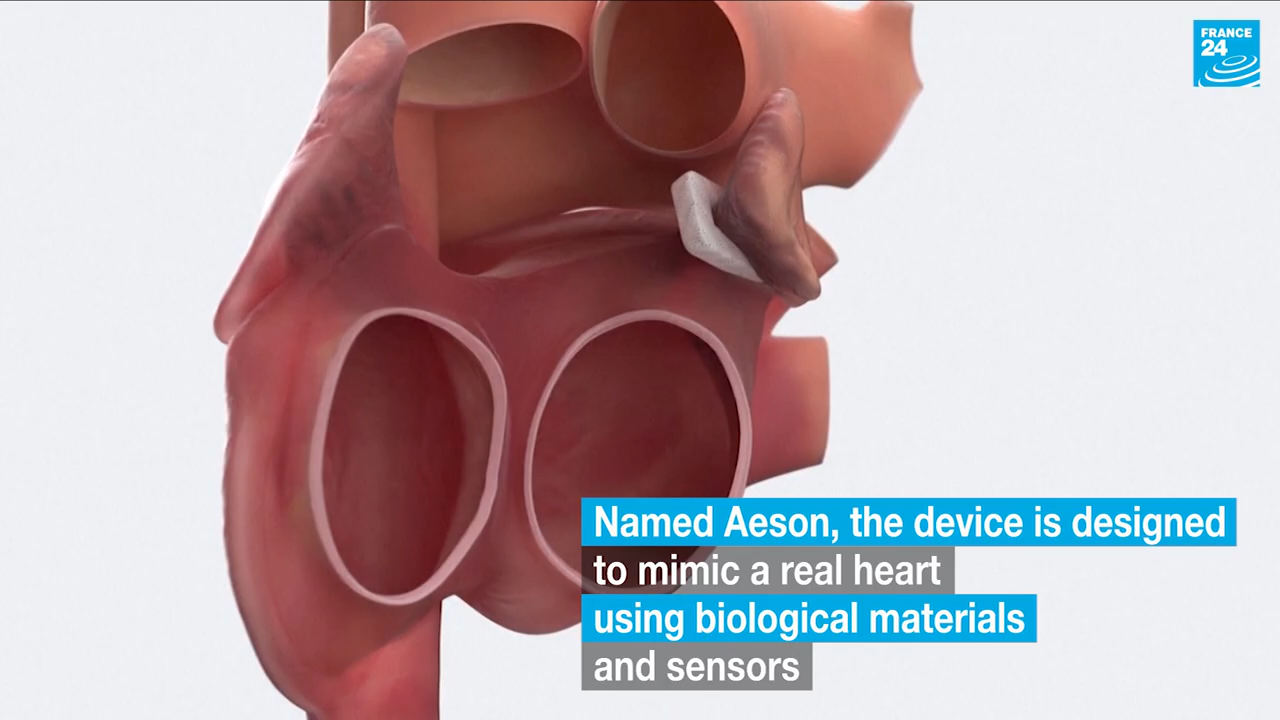 FRANCE
24
Named Aeson, the device is designed
to mimic a real heart
using biological materials
and sensors